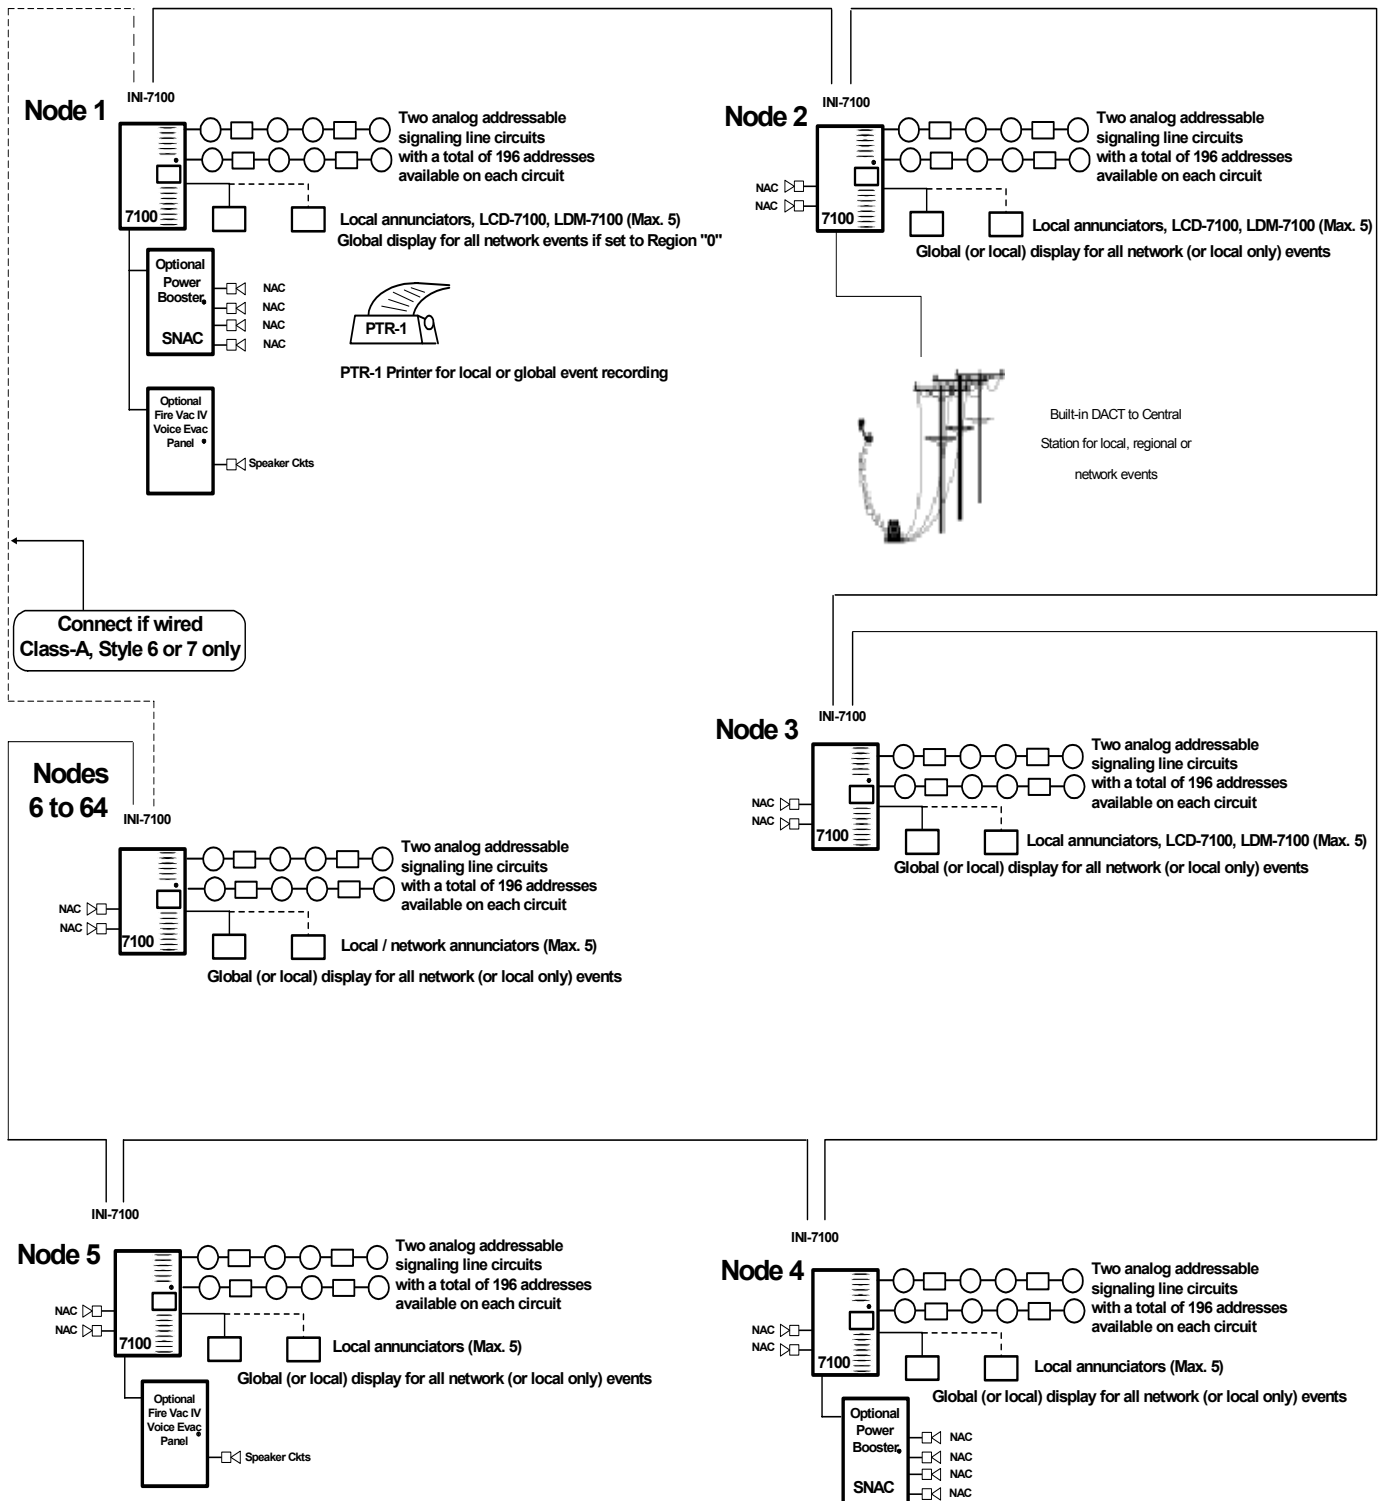 INI-7100
Node 1
Two analog addressable
signaling line circuits
with a total of 196 addresses
available on each circuit
7100
Local annunciators, LCD-7100, LDM-7100 (Max. 5)
Global display for all network events if set to Region "0"
Optional
Power
Booster
SNAC
NAC
NAC
NAC
NAC
PTR-1
PTR-1 Printer for local or global event recording
Optional
Fire Vac IV
Voice Evac
Panel
Speaker Ckts
INI-7100
Node 2
Two analog addressable
signaling line circuits
with a total of 196 addresses
available on each circuit
NAC
NAC
7100
Local annunciators, LCD-7100, LDM-7100 (Max. 5)
Global (or local) display for all network (or local only) events
Built-in DACT to Central
Station for local, regional or
network events
Connect if wired
Class-A, Style 6 or 7 only
INI-7100
Node 3
Two analog addressable
signaling line circuits
with a total of 196 addresses
available on each circuit
NAC
NAC
7100
Local annunciators, LCD-7100, LDM-7100 (Max. 5)
Global (or local) display for all network (or local only) events
Nodes
6 to 64
INI-7100
Two analog addressable
signaling line circuits
with a total of 196 addresses
available on each circuit
NAC
NAC
7100
Local / network annunciators (Max. 5)
Global (or local) display for all network (or local only) events
INI-7100
Node 5
Two analog addressable
signaling line circuits
with a total of 196 addresses
available on each circuit
NAC
NAC
7100
Local annunciators (Max. 5)
Global (or local) display for all network (or local only) events
Optional
Fire Vac IV
Voice Evac
Panel
Speaker Ckts
INI-7100
Node 4
Two analog addressable
signaling line circuits
with a total of 196 addresses
available on each circuit
NAC
NAC
7100
Local annunciators (Max. 5)
Global (or local) display for all network (or local only) events
Optional
Power
Booster
SNAC
NAC
NAC
NAC
NAC